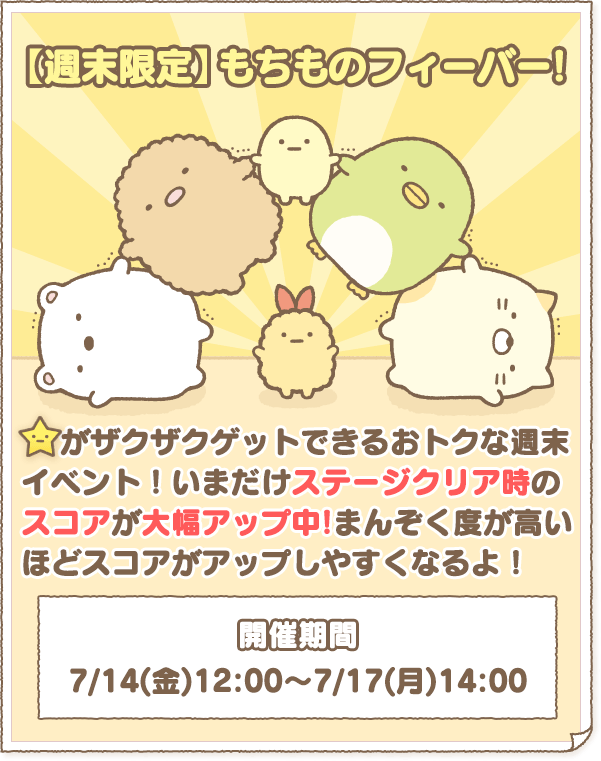 【週末限定】もちものフィーバー!
がザクザクゲットできるおトクな週末
イベント！いまだけステージクリア時の
スコアが大幅アップ中!まんぞく度が高い
ほどスコアがアップしやすくなるよ！
開催期間
7/14(金)12:00〜7/17(月)14:00